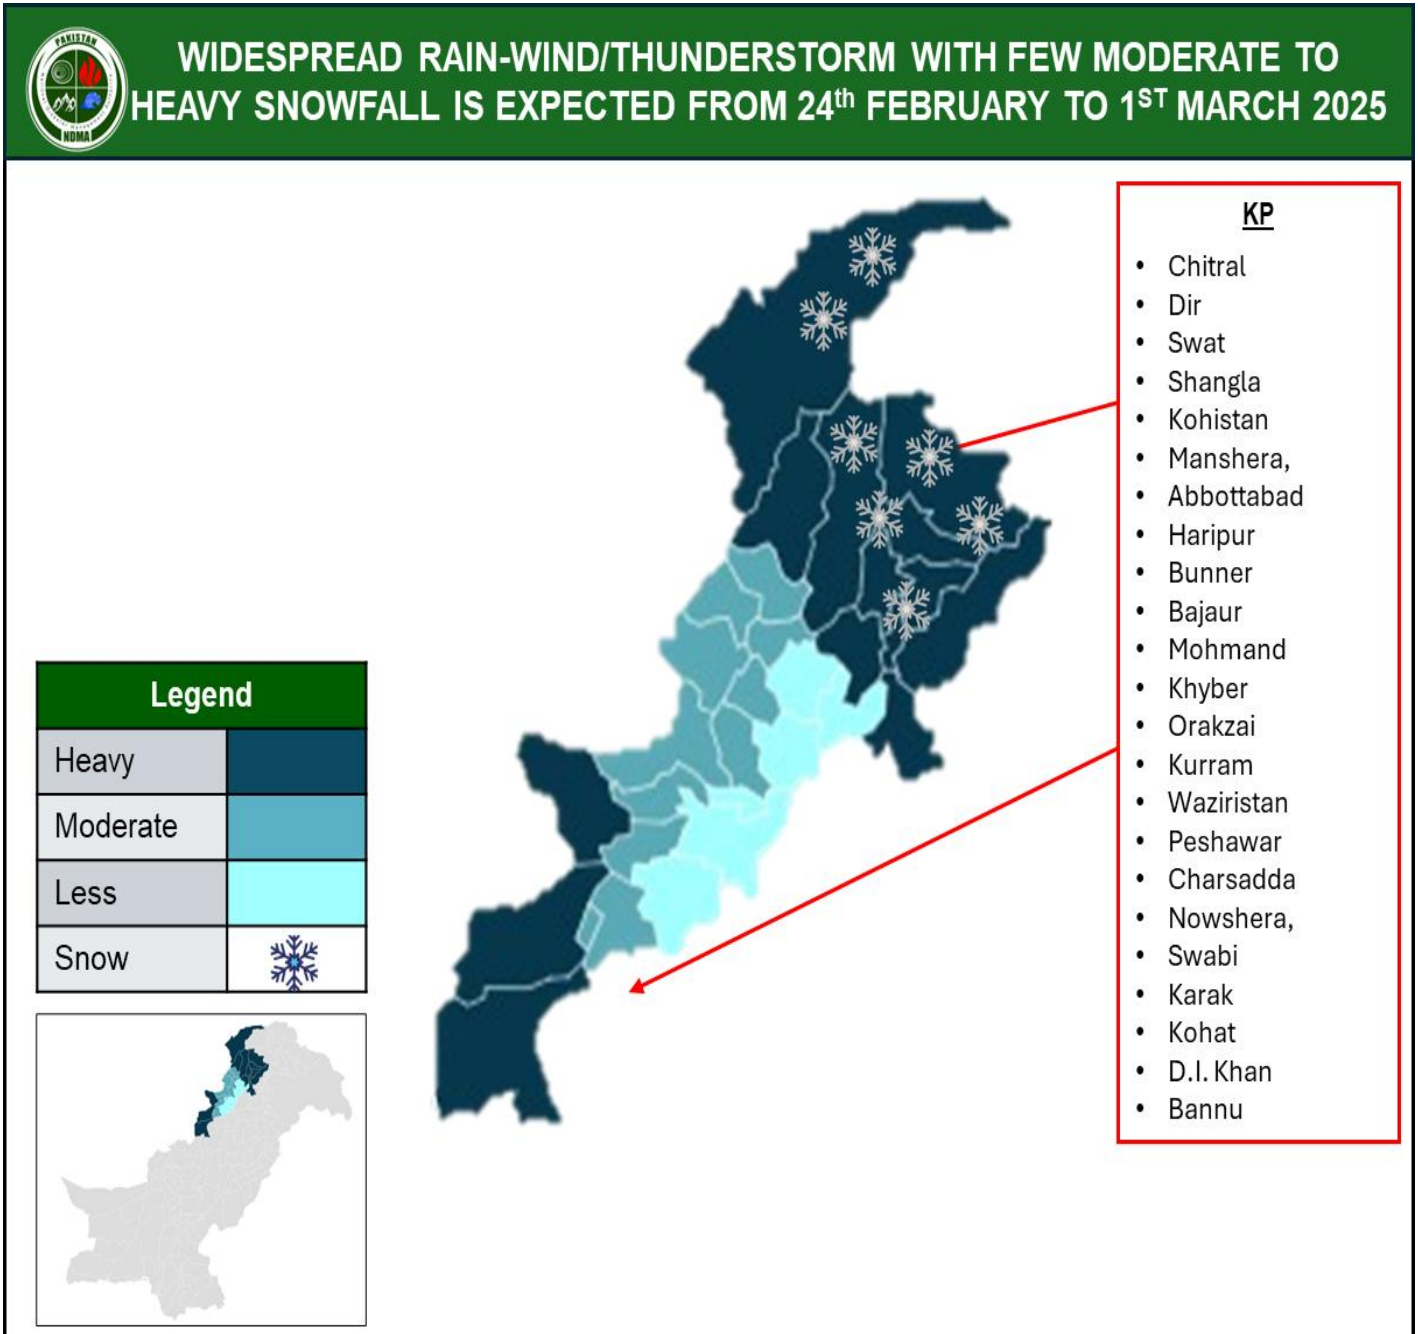 PAKISTAN
NDMA
WIDESPREAD RAIN-WIND/THUNDERSTORM WITH FEW MODERATE TO
HEAVY SNOWFALL IS EXPECTED FROM 24th FEBRUARY TO 1ST MARCH 2025
KP
• Chitral
• Dir
• Swat
• Shangla
• Kohistan
• Manshera,
• Abbottabad
• Haripur
• Bunner
• Bajaur
• Mohmand
• Khyber
• Orakzai
• Kurram
• Waziristan
• Peshawar
• Charsadda
• Nowshera,
• Swabi
• Karak
• Kohat
• D.I. Khan
• Bannu
Legend
Heavy
Moderate
Less
Snow